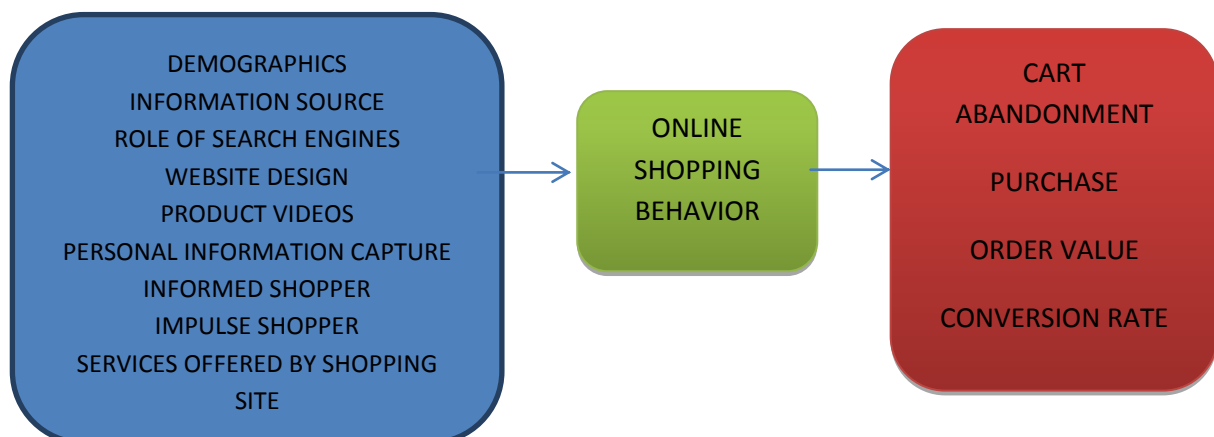 DEMOGRAPHICS
INFORMATION SOURCE
ROLE OF SEARCH ENGINES
WEBSITE DESIGN
PRODUCT VIDEOS
PERSONAL INFORMATION CAPTURE
INFORMED SHOPPER
IMPULSE SHOPPER
SERVICES OFFERED BY SHOPPING
SITE
ONLINE
SHOPPING
BEHAVIOR
CART
ABANDONMENT
PURCHASE
ORDER VALUE
CONVERSION RATE